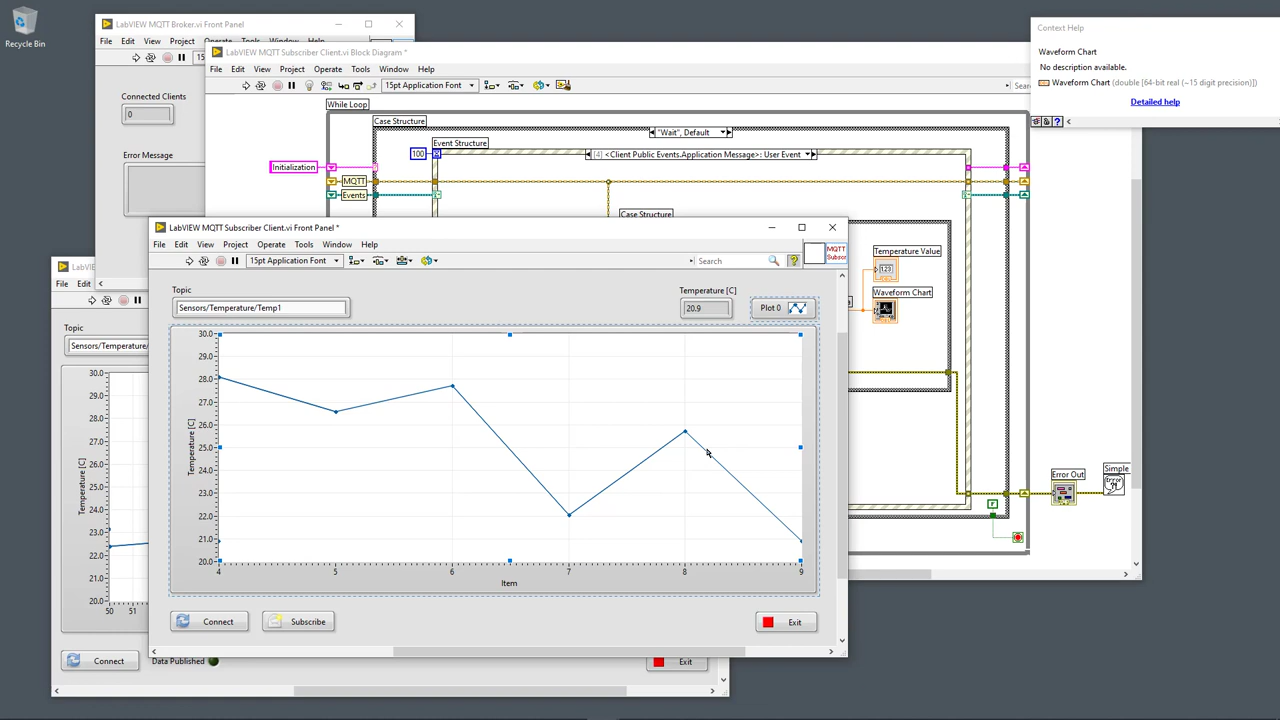 Recycle Bin
LabVIEW MQTT Broker.vi Front Panel
File Edit View Project Operate Tools Window Help
15
Connected Clients
0
Error Message
LabVIEW MQTT Subscriber Client.vi Block Diagram *
File Edit View Project Operate Tools Window Help
15pt Application Font
While Loop
Case Structure
"Wait", Default
Event Structure
100
[4] <Client Public Events.Application Message>: User Event
Initialization
MQTT
Events
Case Structure
Temperature Value
123
Waveform Chart
Error Out
Simple
F
Context Help
Waveform Chart
No description available.
Waveform Chart (double [64-bit real (~15 digit precision)])
Detailed help
LabVIEW MQTT Subscriber Client.vi Front Panel *
File Edit View Project Operate Tools Window Help
15pt Application Font
Search
MQTT
Subscr
Topic
Sensors/Temperature/Temp1
Temperature [C]
20.9
Plot 0
30.0
29.0
28.0
27.0
26.0
25.0
24.0
23.0
22.0
21.0
20.0
Temperature [C]
4 5 6 7 8 9
Item
Connect
Subscribe
Exit
File Edit
Topic
Sensors/Temperature/
30.0
29.0
28.0
27.0
26.0
25.0
24.0
23.0
22.0
21.0
20.0
Temperature [C]
50 51
Connect
Data Published
Exit